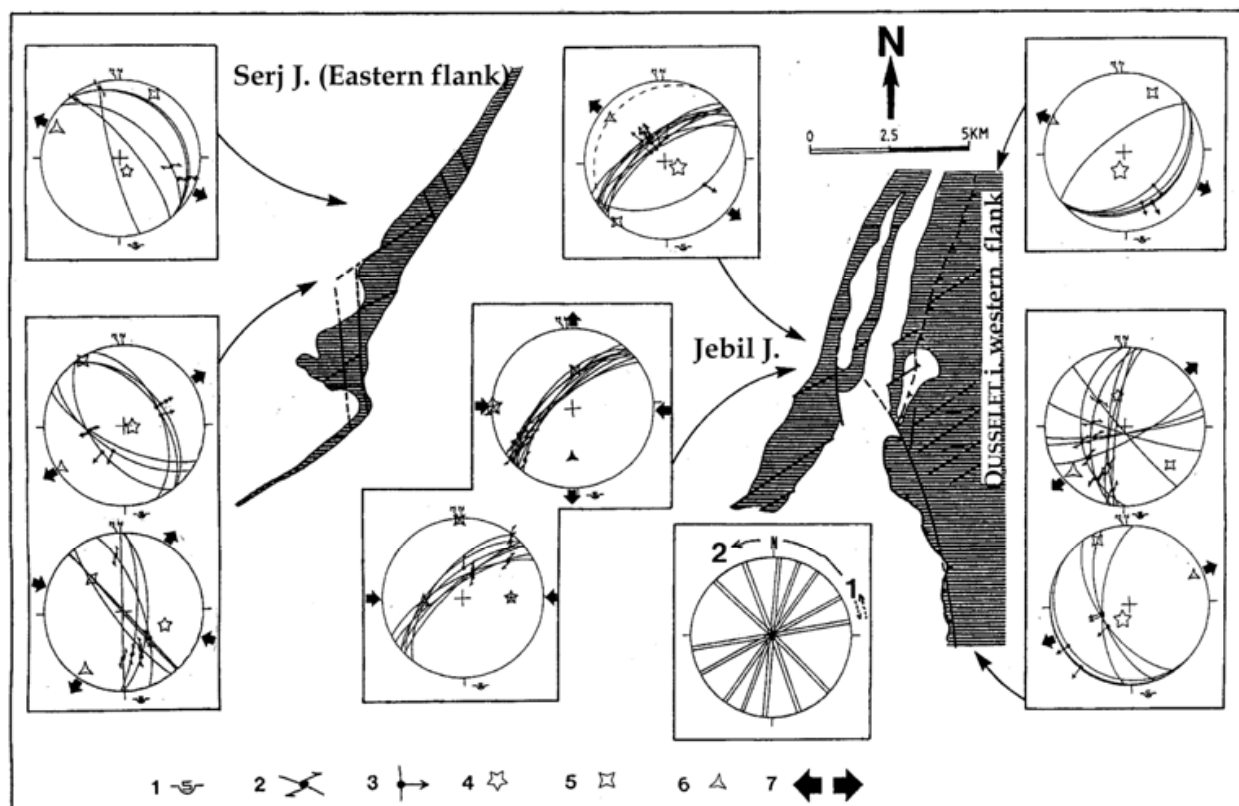 Serj J. (Eastern flank)
N
0 2.5 5KM
Jebil J.
OUSSELET j. western flank
N
2
1
1 2 3 4 5 6 7